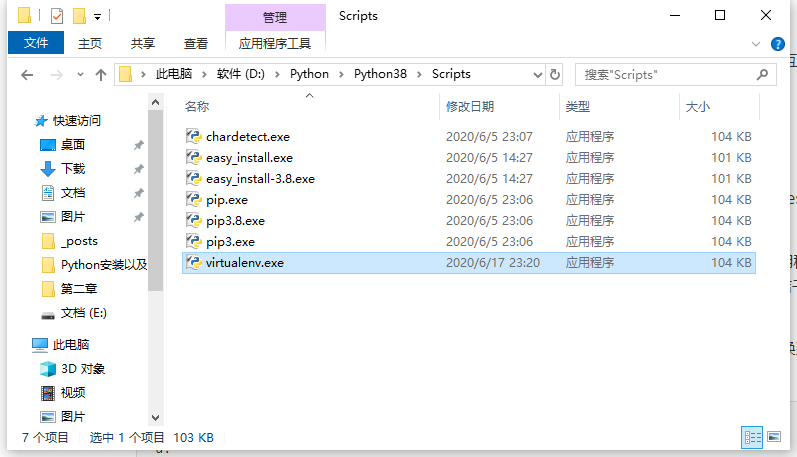 管理
Scripts
文件 主页 共享 查看 应用程序工具
此电脑 软件 (D:) Python Python38 Scripts
搜索"Scripts"
名称 修改日期 类型 大小
快速访问
桌面
下载
文档
图片
_posts
Python安装以及
第二章
文档 (E:)
此电脑
3D 对象
视频
图片
chardetect.exe 2020/6/5 23:07 应用程序 104 KB
easy_install.exe 2020/6/5 14:27 应用程序 101 KB
easy_install-3.8.exe 2020/6/5 14:27 应用程序 101 KB
pip.exe 2020/6/5 23:06 应用程序 104 KB
pip3.8.exe 2020/6/5 23:06 应用程序 104 KB
pip3.exe 2020/6/5 23:06 应用程序 104 KB
virtualenv.exe 2020/6/17 23:20 应用程序 104 KB
7 个项目 选中 1 个项目 103 KB